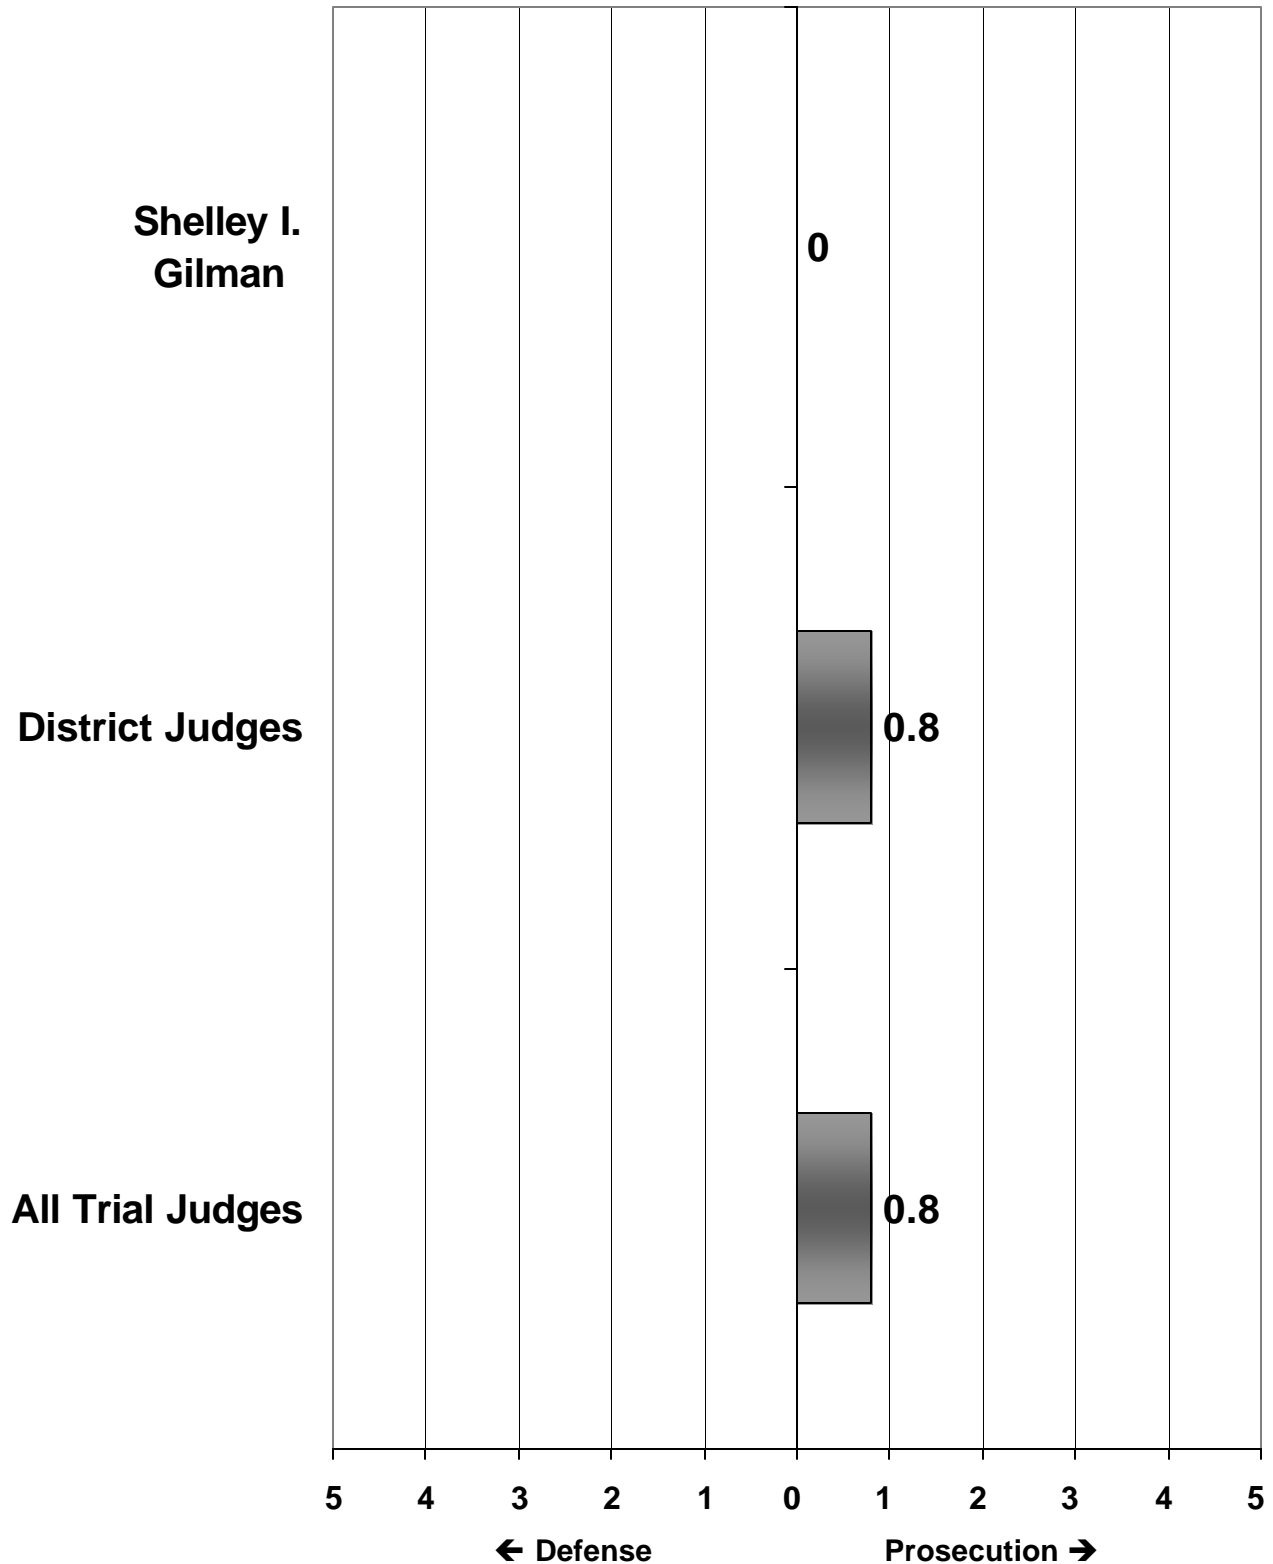 Shelley I.
Gilman
0
District Judges
0.8
All Trial Judges
0.8
5 4 3 2 1 0 1 2 3 4 5
← Defense Prosecution →